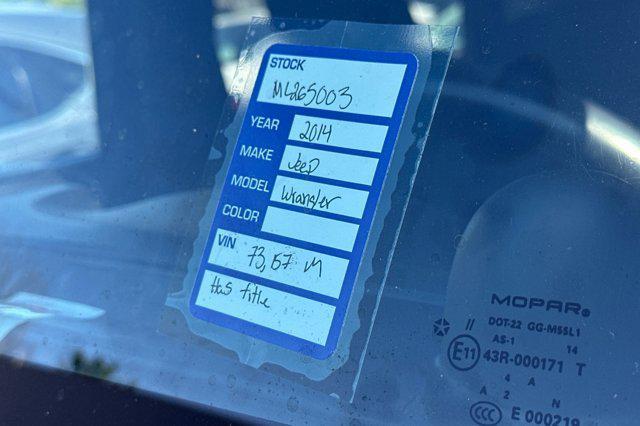 STOCK
ML265003
YEAR 2014
MAKE Jeep
MODEL Wrangler
COLOR
VIN 73,157 M
Has title
MOPAR®
DOT-22 GG-M55L1
AS-1 14
E11 43R-000171 T
4 A
A 2 N
CCC E 000219